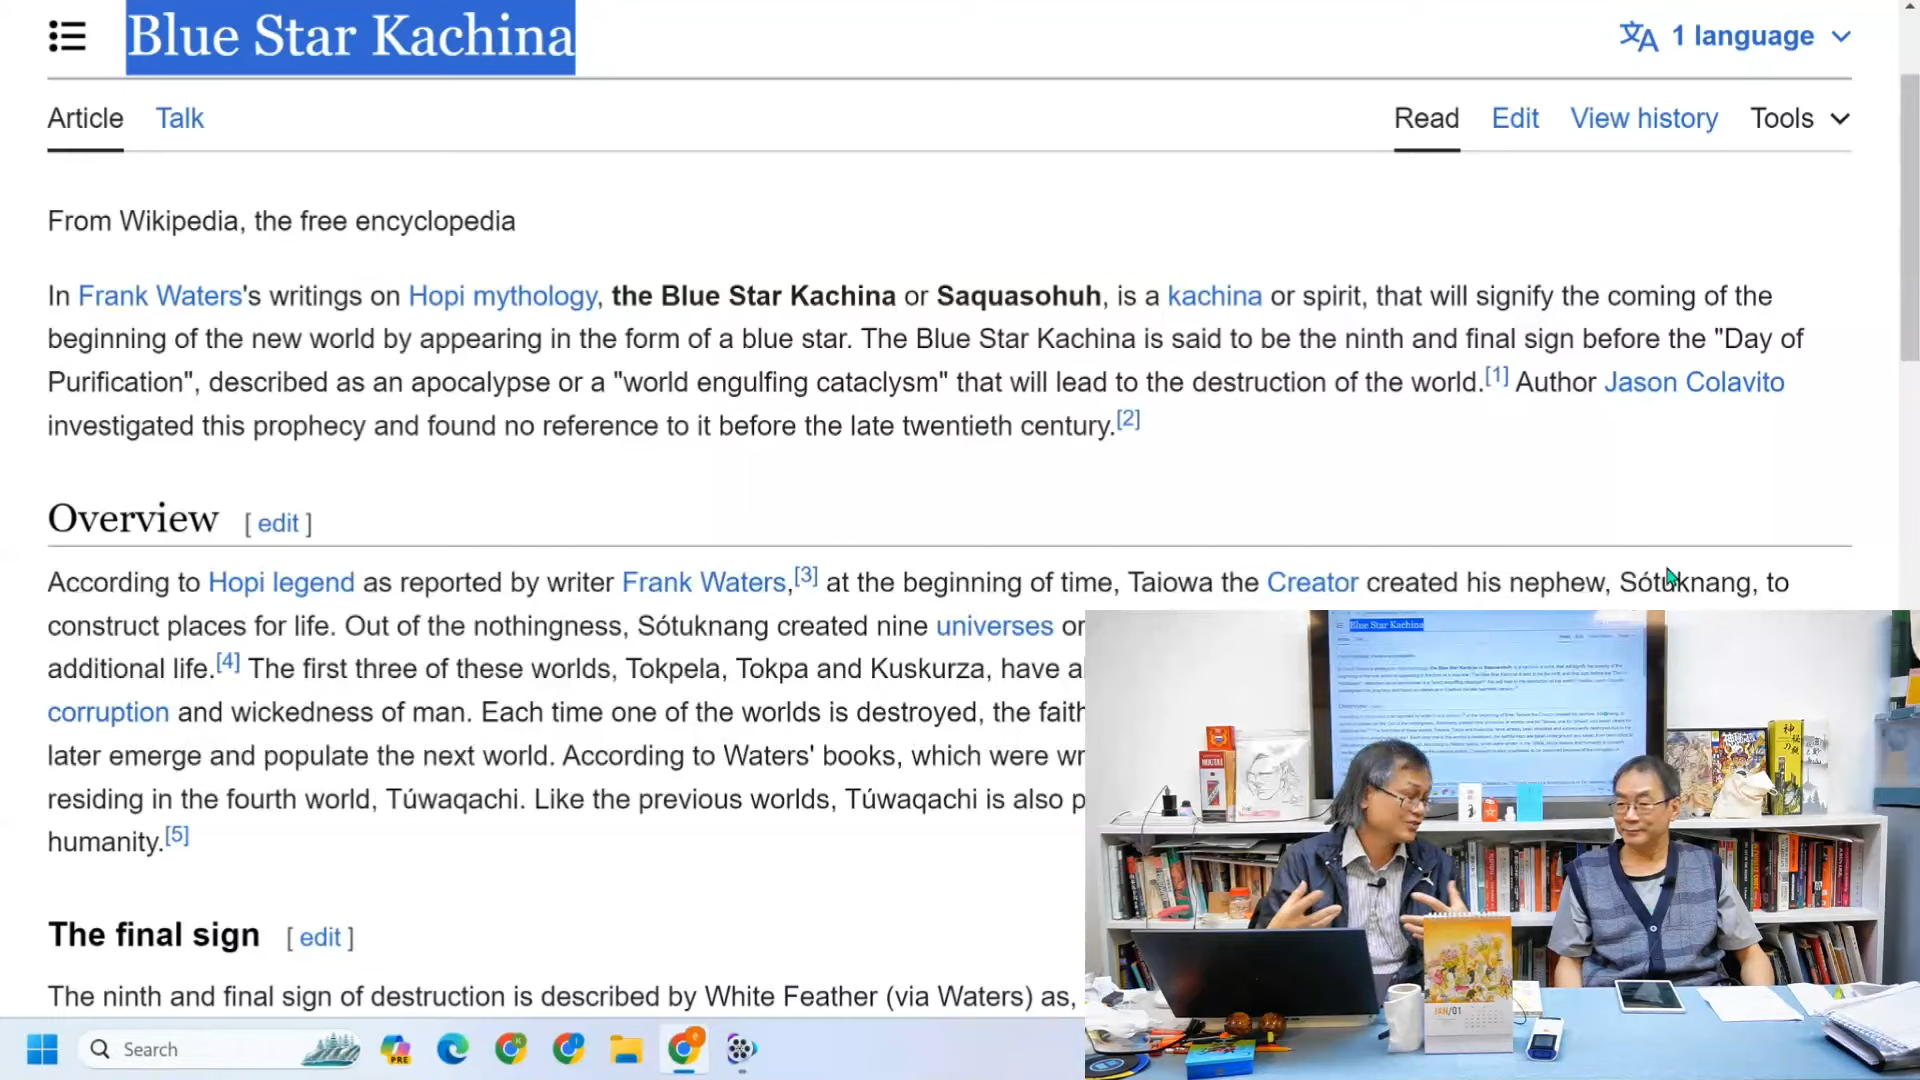 Blue Star Kachina
1 language
Article Talk Read Edit View history Tools
From Wikipedia, the free encyclopedia
In Frank Waters's writings on Hopi mythology, the Blue Star Kachina or Saquasohuh, is a kachina or spirit, that will signify the coming of the
beginning of the new world by appearing in the form of a blue star. The Blue Star Kachina is said to be the ninth and final sign before the "Day of
Purification", described as an apocalypse or a "world engulfing cataclysm" that will lead to the destruction of the world.[1] Author Jason Colavito
investigated this prophecy and found no reference to it before the late twentieth century.[2]
Overview [ edit ]
According to Hopi legend as reported by writer Frank Waters,[3] at the beginning of time, Taiowa the Creator created his nephew, Sótuknang, to
construct places for life. Out of the nothingness, Sótuknang created nine universes or
additional life.[4] The first three of these worlds, Tokpela, Tokpa and Kuskurza, have a
corruption and wickedness of man. Each time one of the worlds is destroyed, the faith
later emerge and populate the next world. According to Waters' books, which were wr
residing in the fourth world, Túwaqachi. Like the previous worlds, Túwaqachi is also p
humanity.[5]
The final sign [ edit ]
The ninth and final sign of destruction is described by White Feather (via Waters) as,
Search
PRE
Blue Star Kachina
JAN/01